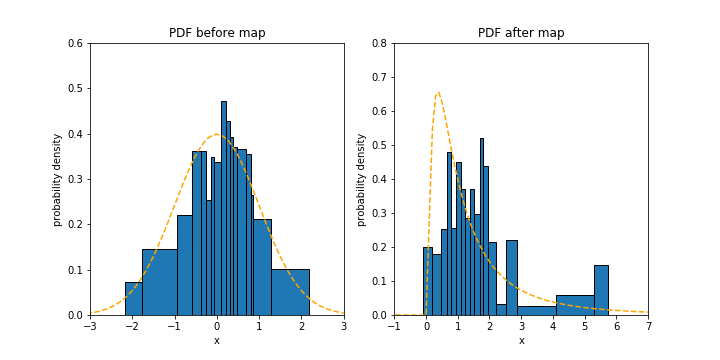 PDF before map
probability density
0.6
0.5
0.4
0.3
0.2
0.1
0.0
−3 −2 −1 0 1 2 3
x
PDF after map
probability density
0.8
0.7
0.6
0.5
0.4
0.3
0.2
0.1
0.0
−1 0 1 2 3 4 5 6 7
x